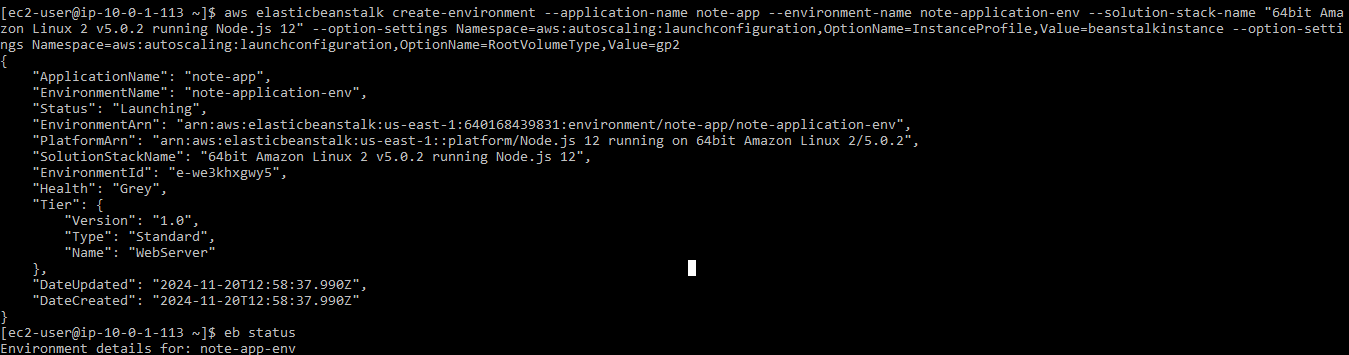 [ec2-user@ip-10-0-1-113 ~]$ aws elasticbeanstalk create-environment --application-name note-app --environment-name note-application-env --solution-stack-name "64bit Ama
zon Linux 2 v5.0.2 running Node.js 12" --option-settings Namespace=aws:autoscaling:launchconfiguration,OptionName=InstanceProfile,Value=beanstalkinstance --option-setti
ngs Namespace=aws:autoscaling:launchconfiguration,OptionName=RootVolumeType,Value=gp2
{
    "ApplicationName": "note-app",
    "EnvironmentName": "note-application-env",
    "Status": "Launching",
    "EnvironmentArn": "arn:aws:elasticbeanstalk:us-east-1:640168439831:environment/note-app/note-application-env",
    "PlatformArn": "arn:aws:elasticbeanstalk:us-east-1::platform/Node.js 12 running on 64bit Amazon Linux 2/5.0.2",
    "SolutionStackName": "64bit Amazon Linux 2 v5.0.2 running Node.js 12",
    "EnvironmentId": "e-we3khxgwy5",
    "Health": "Grey",
    "Tier": {
        "Version": "1.0",
        "Type": "Standard",
        "Name": "WebServer"
    },
    "DateUpdated": "2024-11-20T12:58:37.990Z",
    "DateCreated": "2024-11-20T12:58:37.990Z"
}
[ec2-user@ip-10-0-1-113 ~]$ eb status
Environment details for: note-app-env